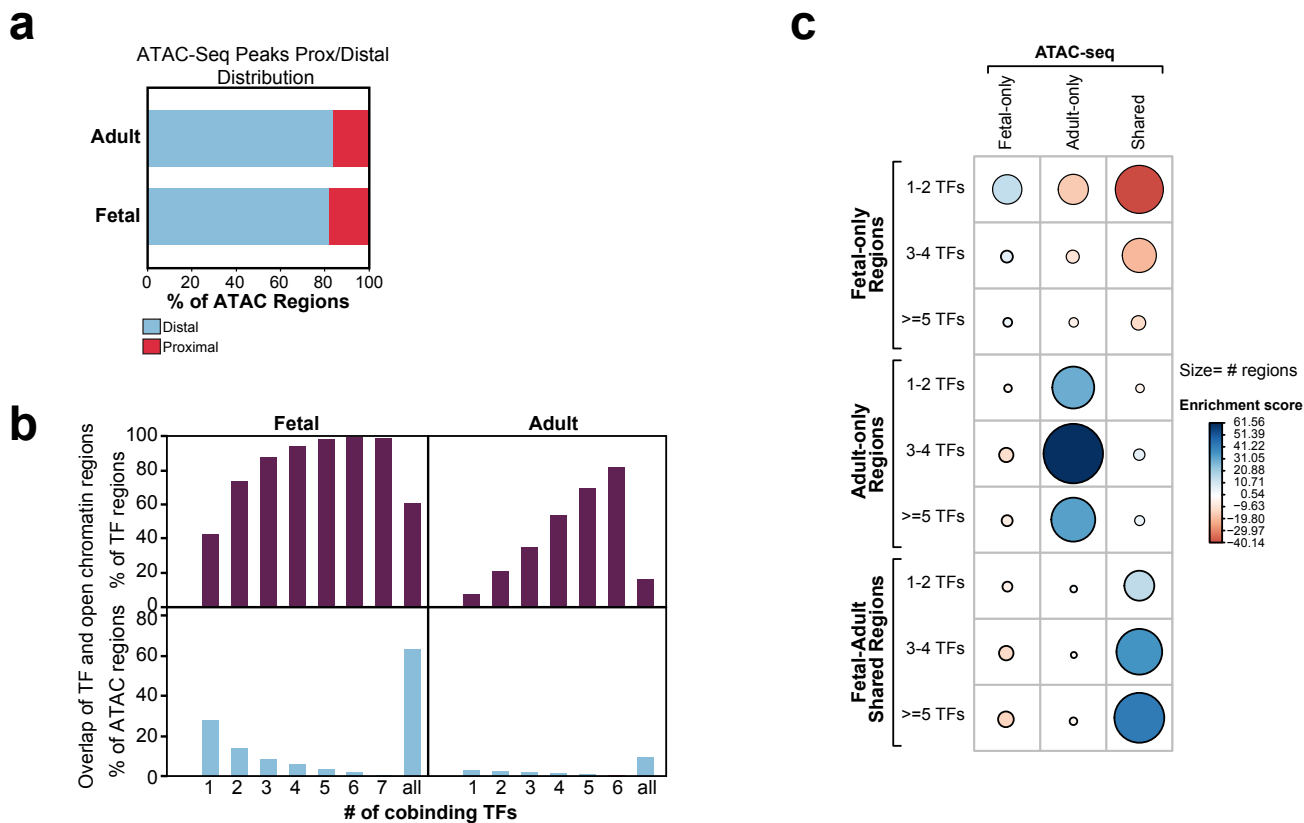 a
ATAC-Seq Peaks Prox/Distal
Distribution
Adult
Fetal
0 20 40 60 80 100
% of ATAC Regions
Distal
Proximal
b
Fetal Adult
Overlap of TF and open chromatin regions
% of TF regions
100
80
60
40
20
0
% of ATAC regions
80
60
40
20
0
1 2 3 4 5 6 7 all 1 2 3 4 5 6 all
# of cobinding TFs
c
ATAC-seq
Fetal-only
Adult-only
Shared
Fetal-only
Regions
1-2 TFs
3-4 TFs
>=5 TFs
Adult-only
Regions
1-2 TFs
3-4 TFs
>=5 TFs
Fetal-Adult
Shared Regions
1-2 TFs
3-4 TFs
>=5 TFs
Size= # regions
Enrichment score
61.56
51.39
41.22
31.05
20.88
10.71
0.54
−9.63
−19.80
−29.97
−40.14